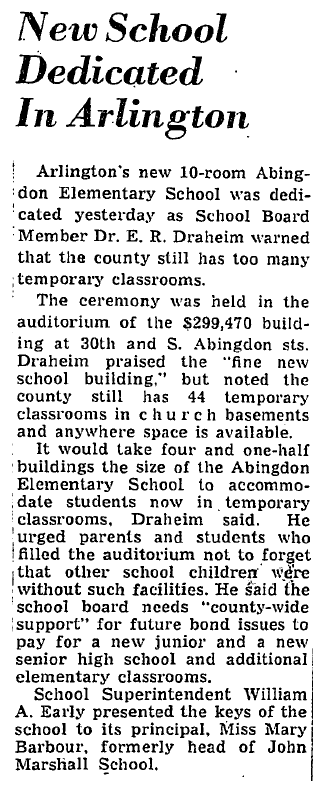 New School
Dedicated
In Arlington
Arlington's new 10-room Abing-
don Elementary School was dedi-
cated yesterday as School Board
Member Dr. E. R. Draheim warned
that the county still has too many
temporary classrooms.
The ceremony was held in the
auditorium of the $299,470 build-
ing at 30th and S. Abingdon sts.
Draheim praised the "fine new
school building," but noted the
county still has 44 temporary
classrooms in church basements
and anywhere space is available.
It would take four and one-half
buildings the size of the Abingdon
Elementary School to accommo-
date students now in temporary
classrooms, Draheim said. He
urged parents and students who
filled the auditorium not to forget
that other school children were
without such facilities. He said the
school board needs "county-wide
support" for future bond issues to
pay for a new junior and a new
senior high school and additional
elementary classrooms.
School Superintendent William
A. Early presented the keys of the
school to its principal, Miss Mary
Barbour, formerly head of John
Marshall School.